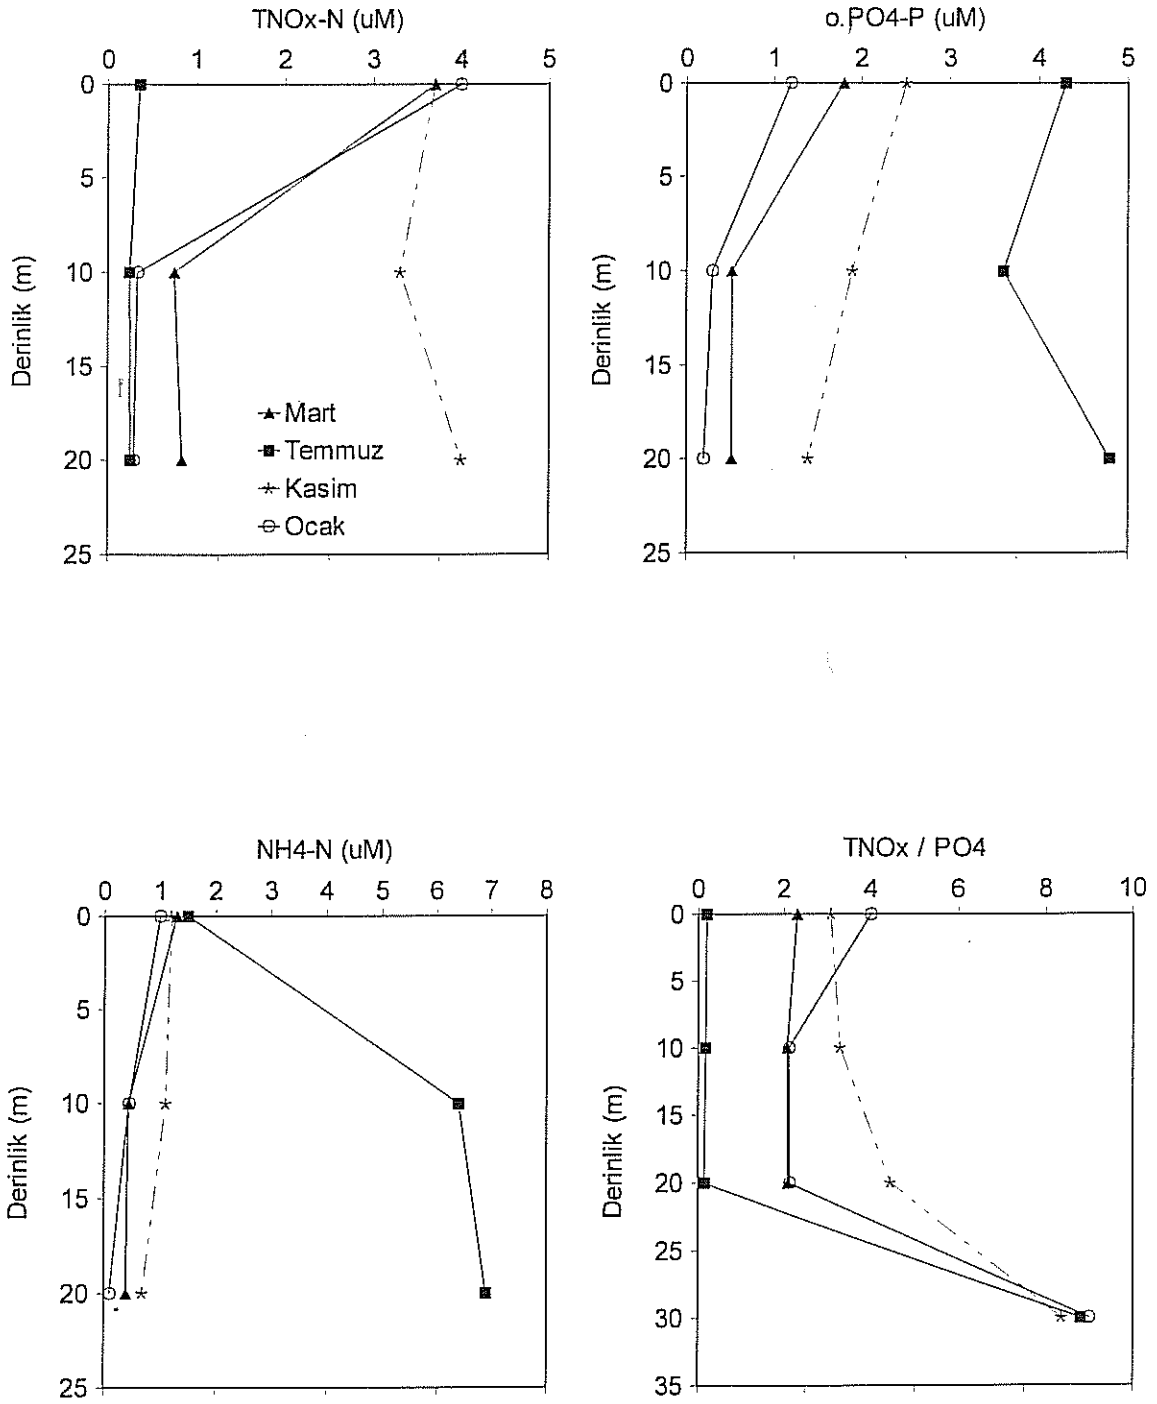 TNOx-N (uM)
0 1 2 3 4 5
0
5
10
15
20
25
Derinlik (m)
Mart
Temmuz
Kasim
Ocak
o.PO4-P (uM)
0 1 2 3 4 5
0
5
10
15
20
25
Derinlik (m)
NH4-N (uM)
0 1 2 3 4 5 6 7 8
0
5
10
15
20
25
Derinlik (m)
TNOx / PO4
0 2 4 6 8 10
0
5
10
15
20
25
30
35
Derinlik (m)